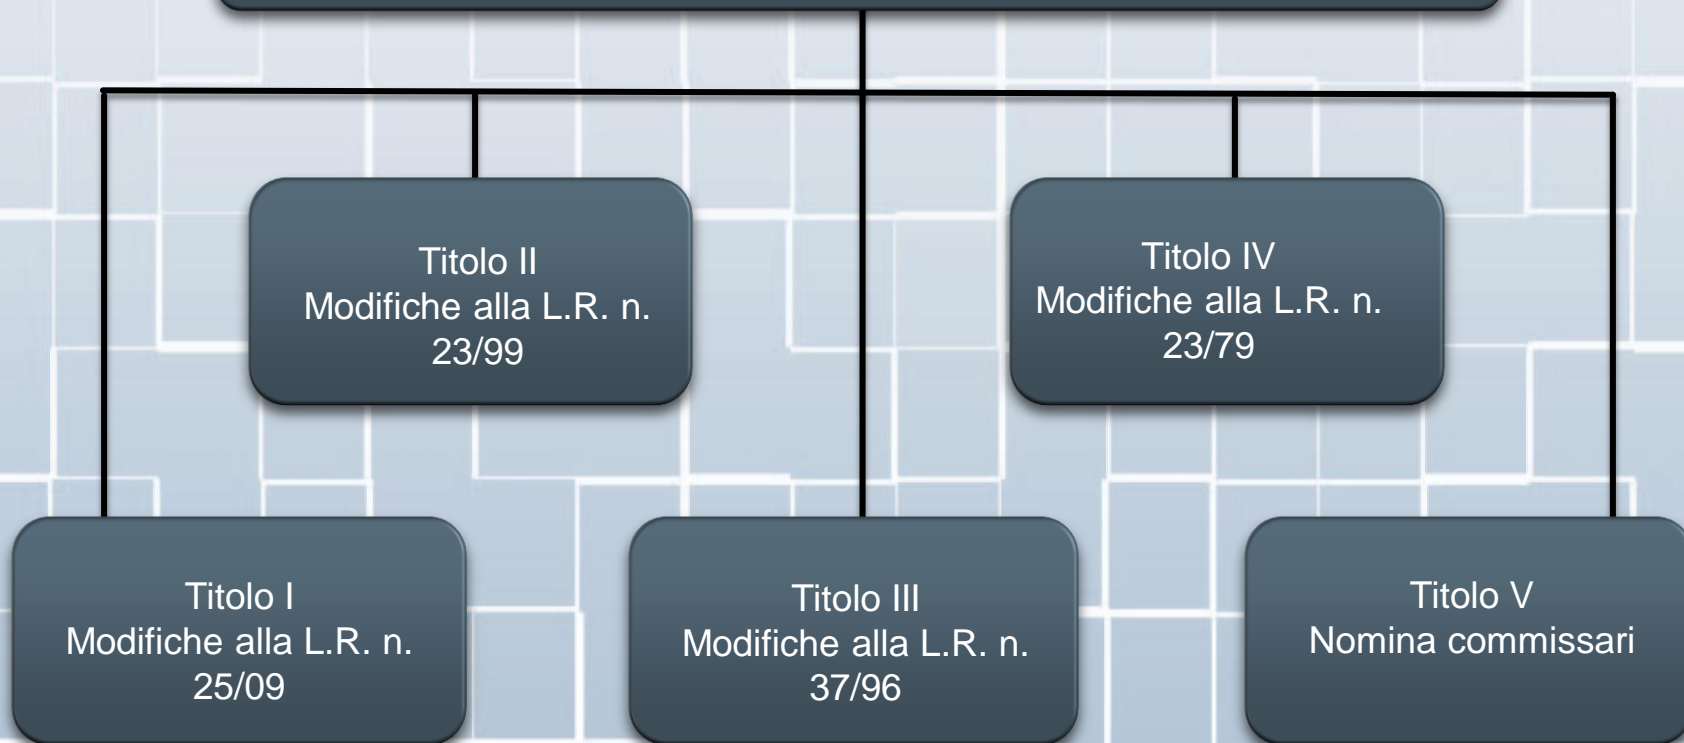 Titolo II
Modifiche alla L.R. n.
23/99
Titolo IV
Modifiche alla L.R. n.
23/79
Titolo I
Modifiche alla L.R. n.
25/09
Titolo III
Modifiche alla L.R. n.
37/96
Titolo V
Nomina commissari